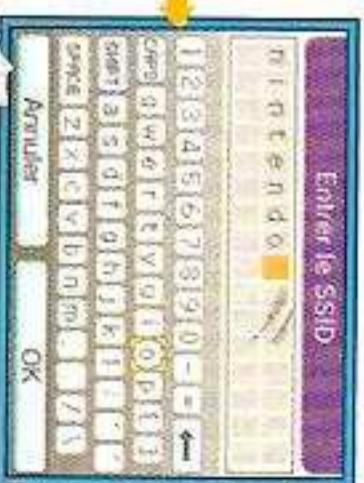 Entrer le SSID
nintendo
1 2 3 4 5 6 7 8 9 0 - = ←
CAPS q w e r t y u i o p [ ]
SHIFT a s d f g h j k l ; '
SPACE z x c v b n m , . / \
Annuler OK